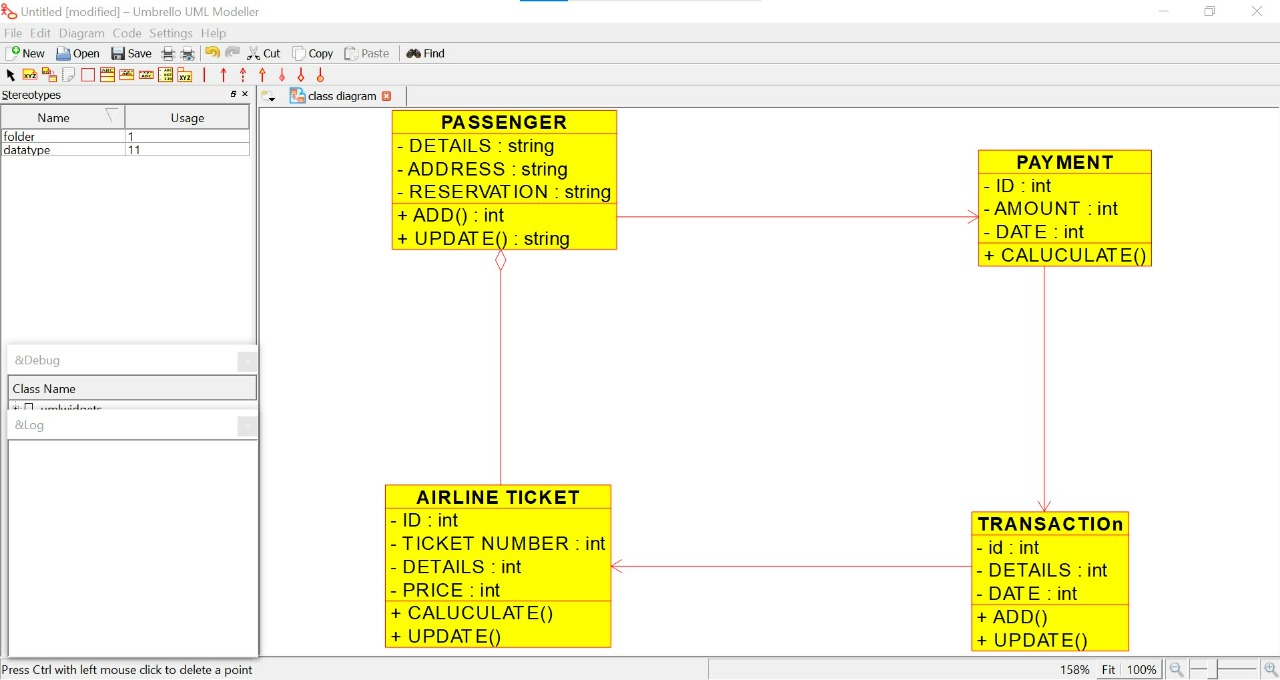 Untitled [modified] – Umbrello UML Modeller
File Edit Diagram Code Settings Help
New Open Save Cut Copy Paste Find
Stereotypes
class diagram
Name Usage
folder 1
datatype 11
&Debug
Class Name
umlwidgets
&Log
PASSENGER
- DETAILS : string
- ADDRESS : string
- RESERVATION : string
+ ADD() : int
+ UPDATE() : string
PAYMENT
- ID : int
- AMOUNT : int
- DATE : int
+ CALUCULATE()
AIRLINE TICKET
- ID : int
- TICKET NUMBER : int
- DETAILS : int
- PRICE : int
+ CALUCULATE()
+ UPDATE()
TRANSACTIOn
- id : int
- DETAILS : int
- DATE : int
+ ADD()
+ UPDATE()
Press Ctrl with left mouse click to delete a point
158% Fit 100%